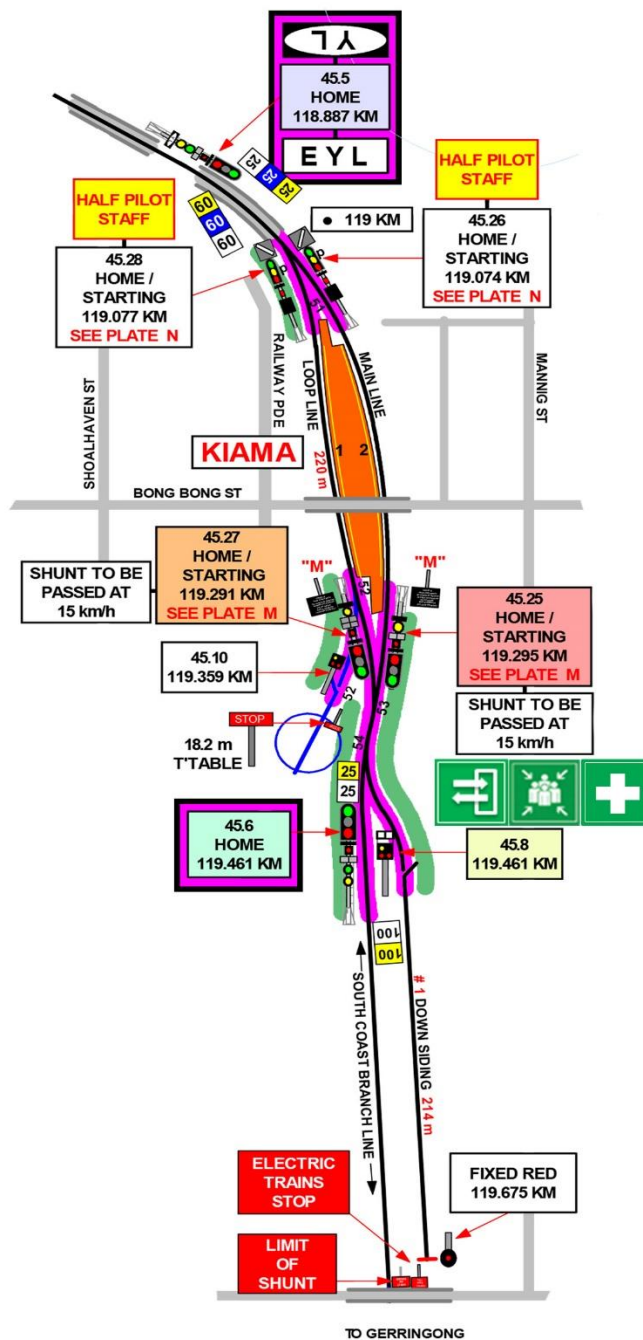 YL
45.5
HOME
118.887 KM
EYL
25
25
25
60
60
60
HALF PILOT
STAFF
45.28
HOME /
STARTING
119.077 KM
SEE PLATE N
• 119 KM
HALF PILOT
STAFF
45.26
HOME /
STARTING
119.074 KM
SEE PLATE N
P
P
51
SHOALHAVEN ST
RAILWAY PDE
LOOP LINE
220 m
MAIN LINE
MANNIG ST
KIAMA
1 2
BONG BONG ST
SHUNT TO BE
PASSED AT
15 km/h
45.27
HOME /
STARTING
119.291 KM
SEE PLATE M
"M"
"M"
52
45.25
HOME /
STARTING
119.295 KM
SEE PLATE M
SHUNT TO BE
PASSED AT
15 km/h
45.10
119.359 KM
52
53
54
STOP
18.2 m
T'TABLE
25
25
45.6
HOME
119.461 KM
45.8
119.461 KM
100
100
SOUTH COAST BRANCH LINE
# 1 DOWN SIDING 214 m
ELECTRIC
TRAINS
STOP
FIXED RED
119.675 KM
LIMIT
OF
SHUNT
TO GERRINGONG